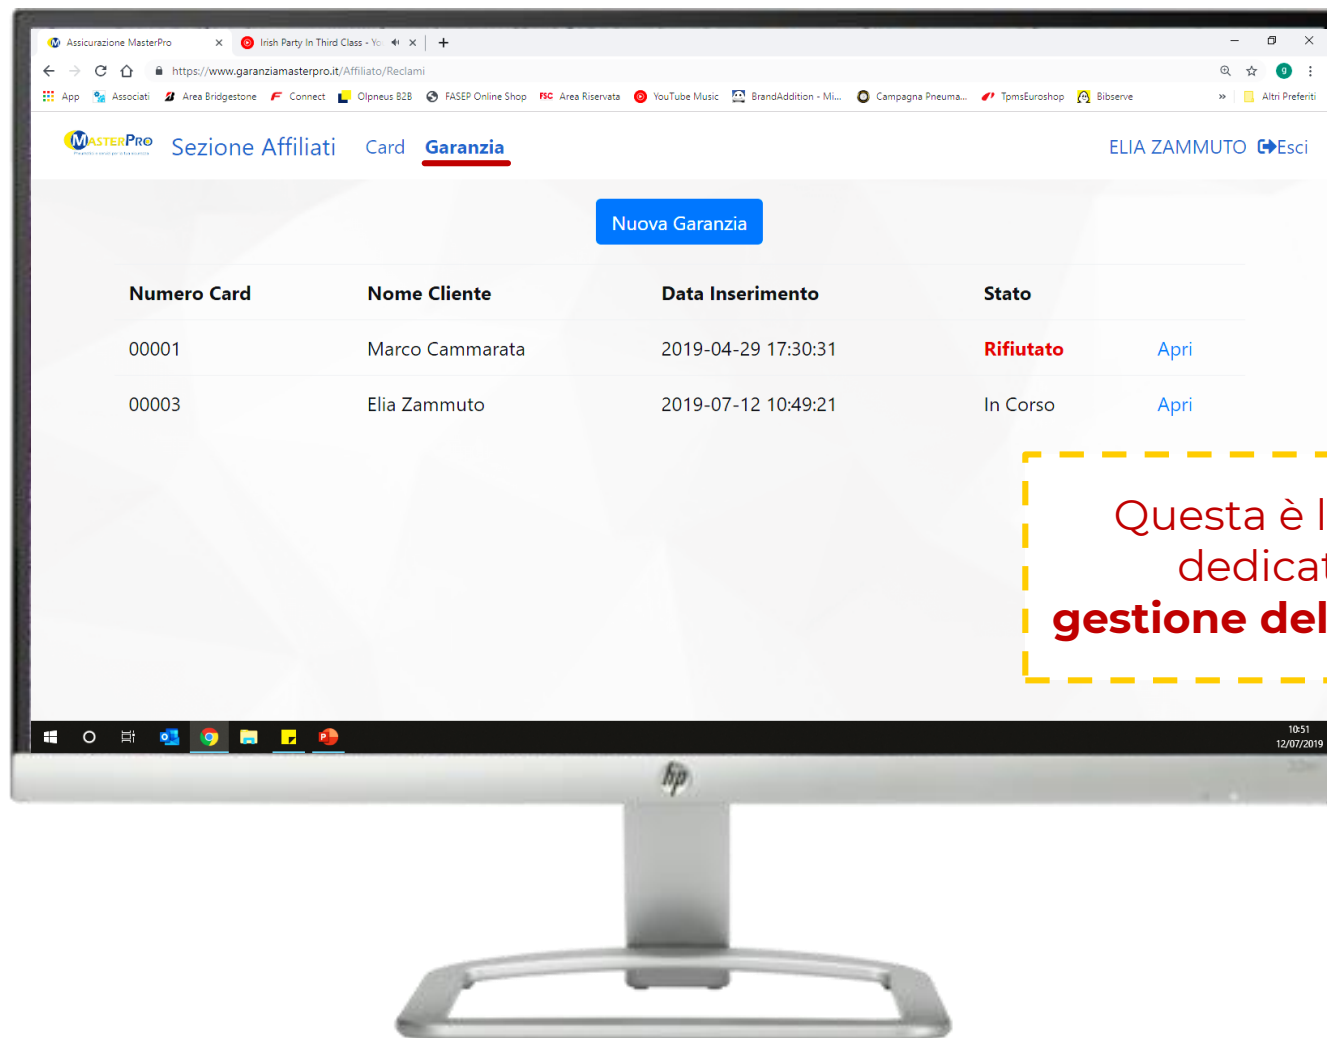 Assicurazione MasterPro
Irish Party In Third Class - Yo
https://www.garanziamasterpro.it/Affiliato/Reclami
App Associati Area Bridgestone Connect Olpneus B2B FASEP Online Shop FSC Area Riservata YouTube Music BrandAddition - Mi... Campagna Pneuma... TpmsEuroshop Bibserve » Altri Preferiti
MASTERPRO Sezione Affiliati Card Garanzia ELIA ZAMMUTO Esci
Nuova Garanzia
Numero Card Nome Cliente Data Inserimento Stato
00001 Marco Cammarata 2019-04-29 17:30:31 Rifiutato Apri
00003 Elia Zammuto 2019-07-12 10:49:21 In Corso Apri
Questa è l
dedicat
gestione del
10:51
12/07/2019
hp